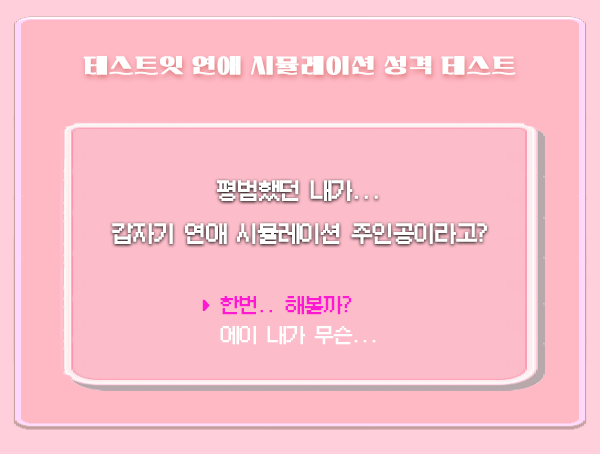 테스트잇 연애 시뮬레이션 성격 테스트
평범했던 내가...
갑자기 연애 시뮬레이션 주인공이라고?
한번.. 해볼까?
에이 내가 무슨...